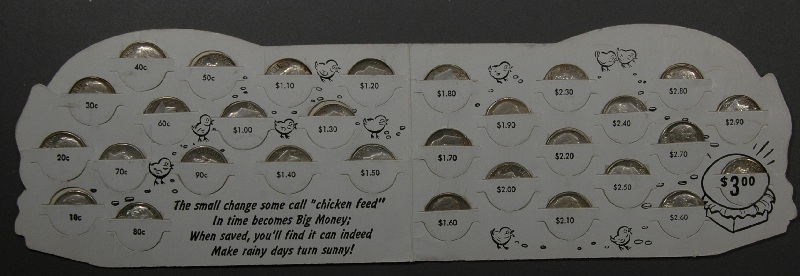 40c
50c
$1.10
$1.20
30c
60c
$1.00
$1.30
20c
70c
90c
$1.40
$1.50
10c
80c
The small change some call "chicken feed"
In time becomes Big Money;
When saved, you'll find it can indeed
Make rainy days turn sunny!
$1.80
$2.30
$2.80
$1.90
$2.40
$2.90
$1.70
$2.20
$2.70
$2.00
$2.50
$3.00
$1.60
$2.10
$2.60